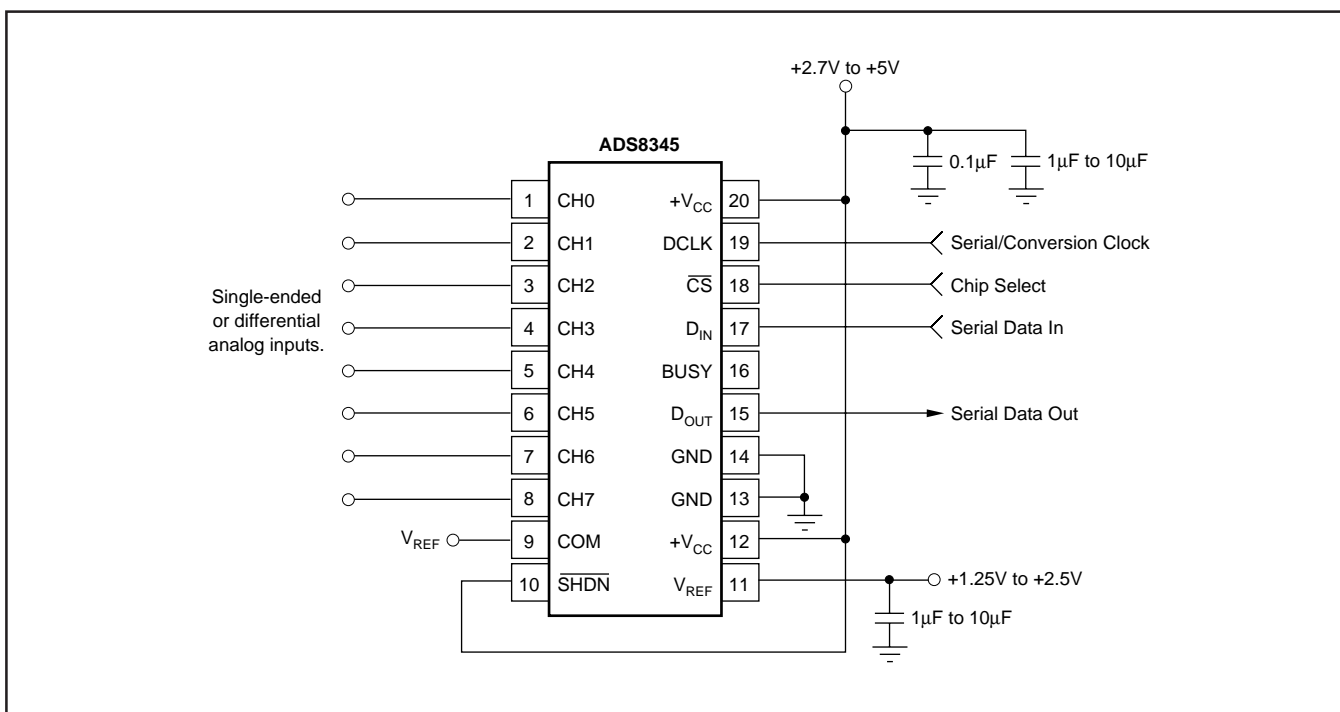 +2.7V to +5V
0.1μF
1μF to 10μF
ADS8345
1 CH0 +VCC 20
2 CH1 DCLK 19 Serial/Conversion Clock
3 CH2 C̅S̅ 18 Chip Select
Single-ended
or differential
analog inputs.
4 CH3 DIN 17 Serial Data In
5 CH4 BUSY 16
6 CH5 DOUT 15 Serial Data Out
7 CH6 GND 14
8 CH7 GND 13
VREF 9 COM +VCC 12
10 S̅H̅D̅N̅ VREF 11 +1.25V to +2.5V
1μF to 10μF